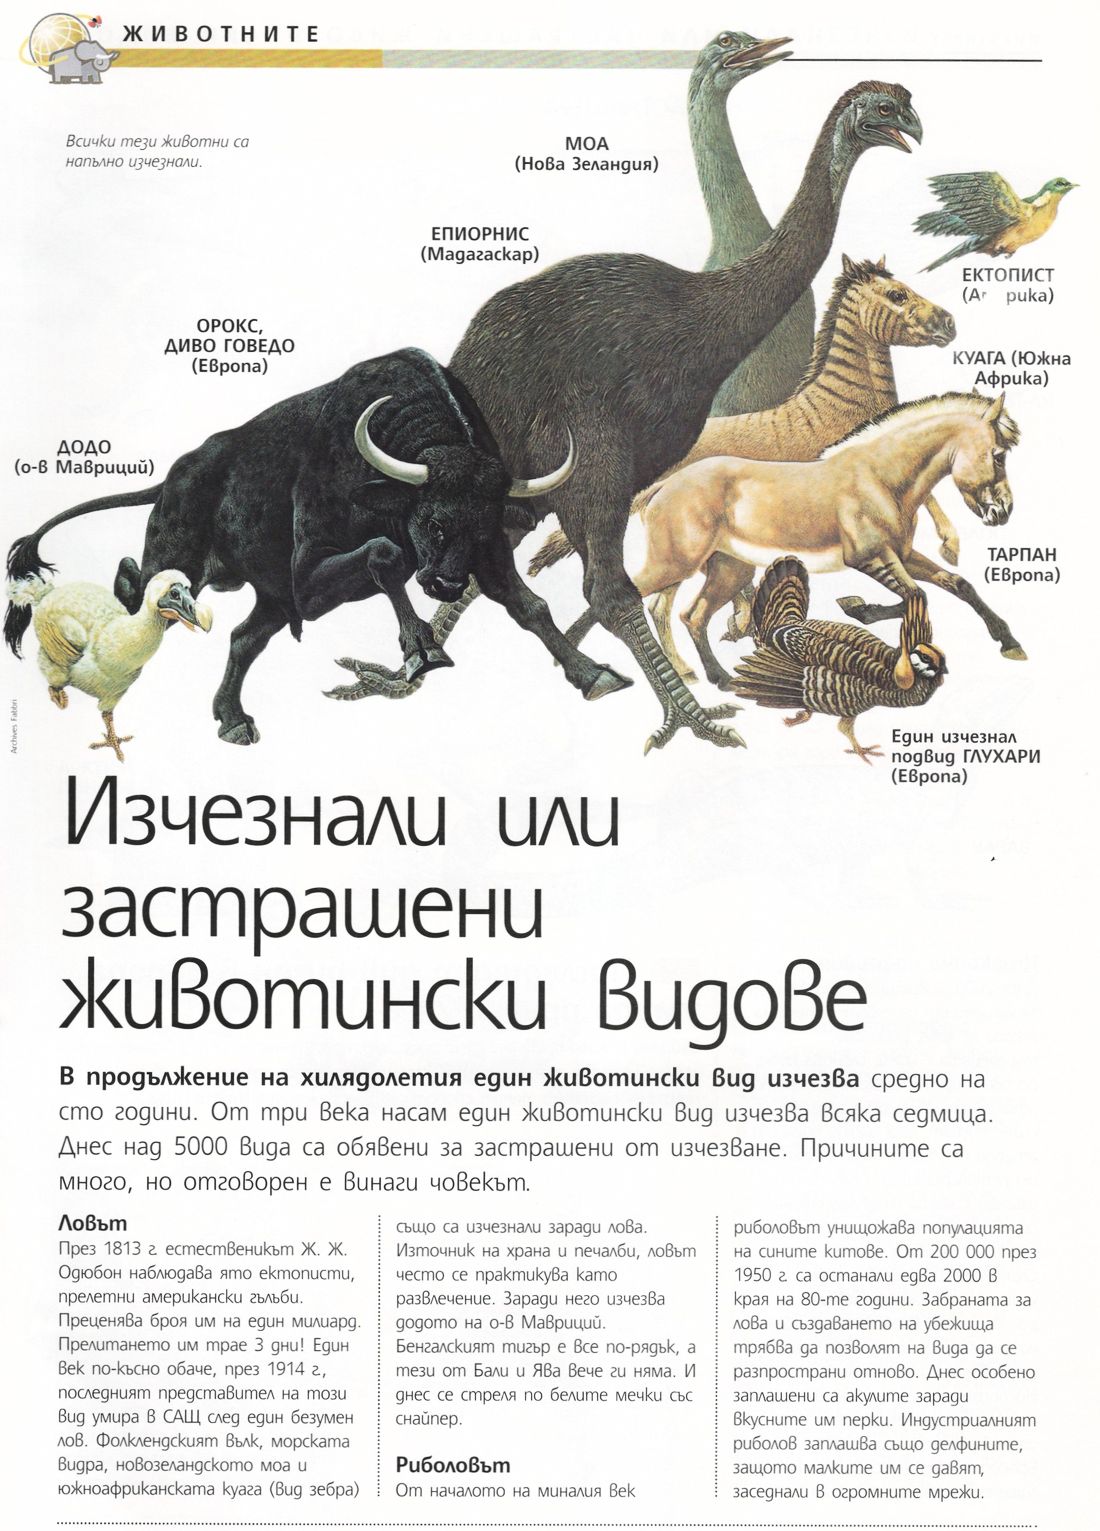 ЖИВОТНИТЕ
Всички тези животни са
напълно изчезнали.
МОА
(Нова Зеландия)
ЕПИОРНИС
(Мадагаскар)
ЕКТОПИСТ
ОРОКС,
ДИВО ГОВЕДО
(Европа)
КУАГА (Южна
Африка)
ДОДО
(о-в Мавриций)
ТАРПАН
(Европа)
Archives Fabbri
Един изчезнал
подвид ГЛУХАРИ
(Европа)
Изчезнали или
застрашени
животински видове
В продължение на хилядолетия един животински вид изчезва средно на
сто години. От три века насам един животински вид изчезва всяка седмица.
Днес над 5000 вида са обявени за застрашени от изчезване. Причините са
много, но отговорен е винаги човекът.
Ловът
През 1813 г. естественикът Ж. Ж.
Одюбон наблюдава ято ектописти,
прелетни американски гълъби.
Преценява броя им на един милиард.
Прелитането им трае 3 дни! Един
век по-късно обаче, през 1914 г.,
последният представител на този
вид умира в САЩ след един безумен
лов. Фолклендският вълк, морската
видра, новозеландското моа и
южноафриканската куага (вид зебра)
също са изчезнали заради лова.
Източник на храна и печалби, ловът
често се практикува като
развлечение. Заради него изчезва
додото на о-в Мавриций.
Бенгалският тигър е все по-рядък, а
тези от Бали и Ява вече ги няма. И
днес се стреля по белите мечки със
снайпер.
Риболовът
От началото на миналия век
риболовът унищожава популацията
на сините китове. От 200 000 през
1950 г. са останали едва 2000 в
края на 80-те години. Забраната за
лова и създаването на убежища
трябва да позволят на вида да се
разпространи отново. Днес особено
заплашени са акулите заради
вкусните им перки. Индустриалният
риболов заплашва също делфините,
защото малките им се давят,
заседнали в огромните мрежи.